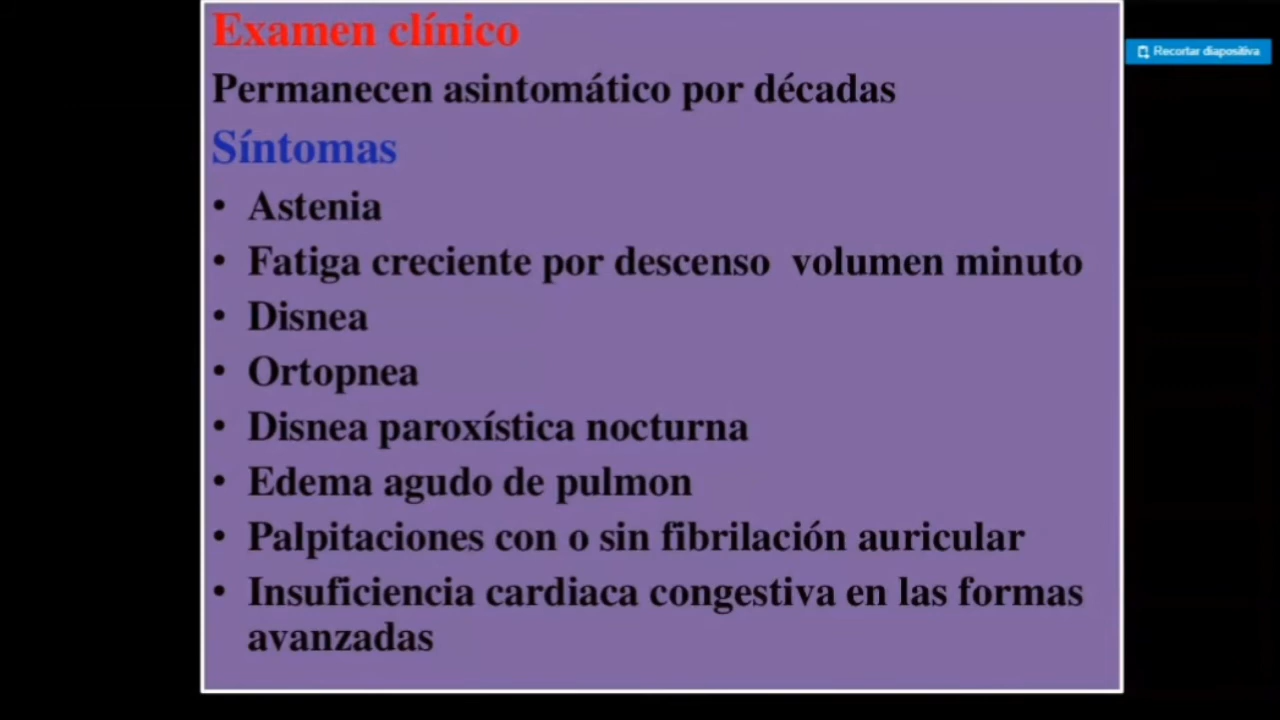 Examen clínico
Recortar diapositiva
Permanecen asintomático por décadas
Síntomas
• Astenia
• Fatiga creciente por descenso volumen minuto
• Disnea
• Ortopnea
• Disnea paroxística nocturna
• Edema agudo de pulmon
• Palpitaciones con o sin fibrilación auricular
• Insuficiencia cardiaca congestiva en las formas
avanzadas